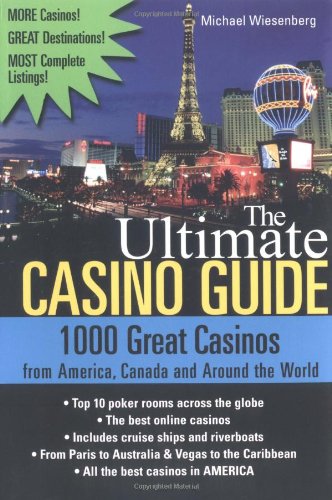 MORE Casinos!
GREAT Destinations!
MOST Complete
Listings!
Michael Wiesenberg
The
Ultimate
CASINO GUIDE
1000 Great Casinos
from America, Canada and Around the World
• Top 10 poker rooms across the globe
• The best online casinos
• Includes cruise ships and riverboats
• From Paris to Australia & Vegas to the Caribbean
• All the best casinos in AMERICA